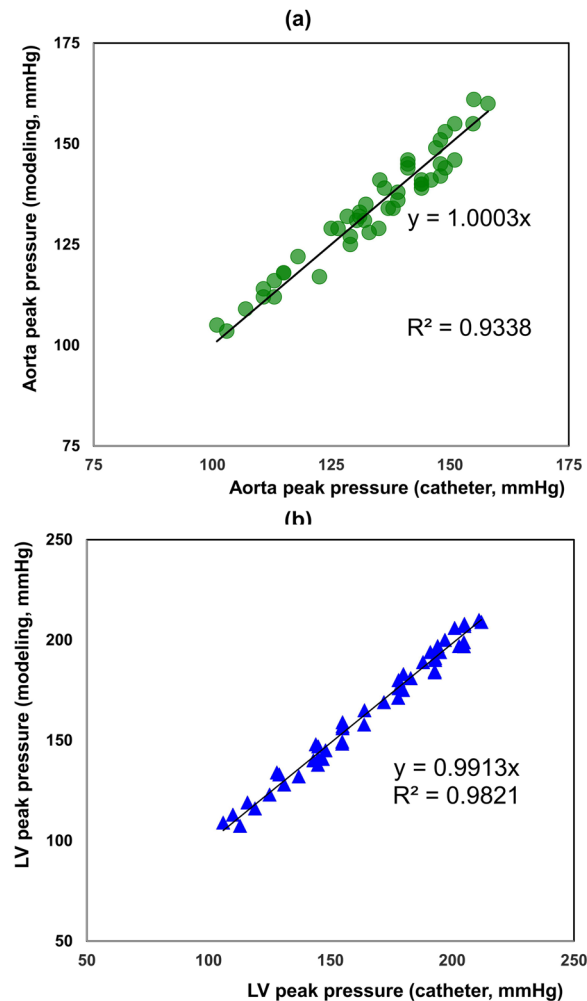 (a)
175
150
125
100
75
Aorta peak pressure (modeling, mmHg)
y = 1.0003x
R² = 0.9338
75 100 125 150 175
Aorta peak pressure (catheter, mmHg)
(b)
250
200
150
100
50
LV peak pressure (modeling, mmHg)
y = 0.9913x
R² = 0.9821
50 100 150 200 250
LV peak pressure (catheter, mmHg)